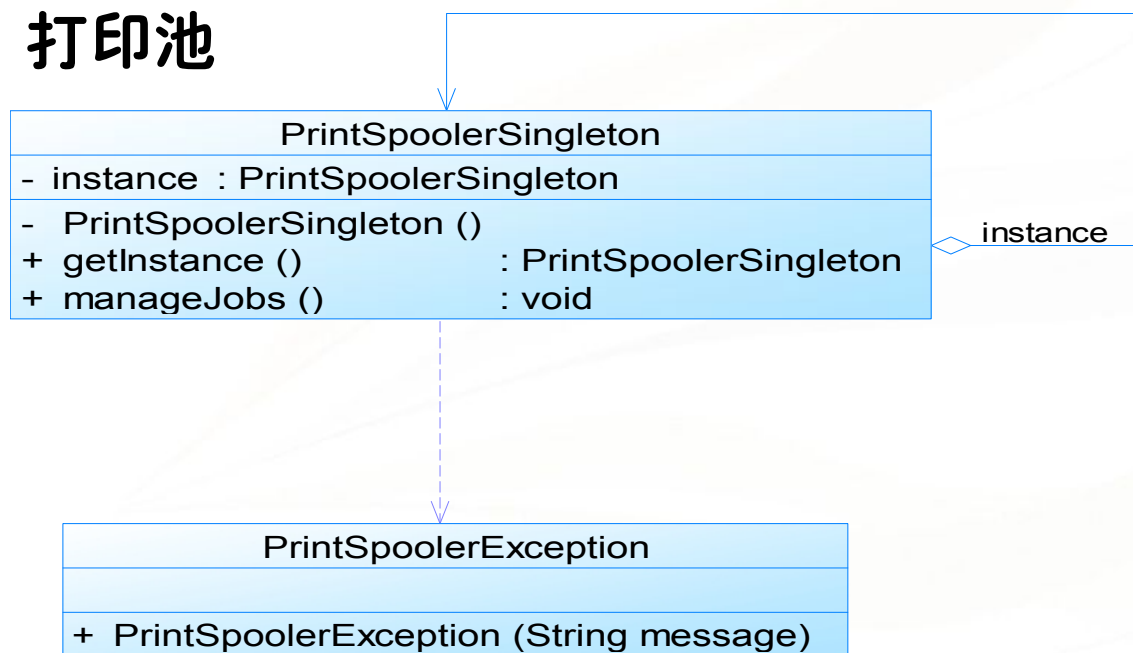 打印池
PrintSpoolerSingleton
- instance : PrintSpoolerSingleton
- PrintSpoolerSingleton ()
+ getInstance () : PrintSpoolerSingleton
+ manageJobs () : void
instance
PrintSpoolerException
+ PrintSpoolerException (String message)